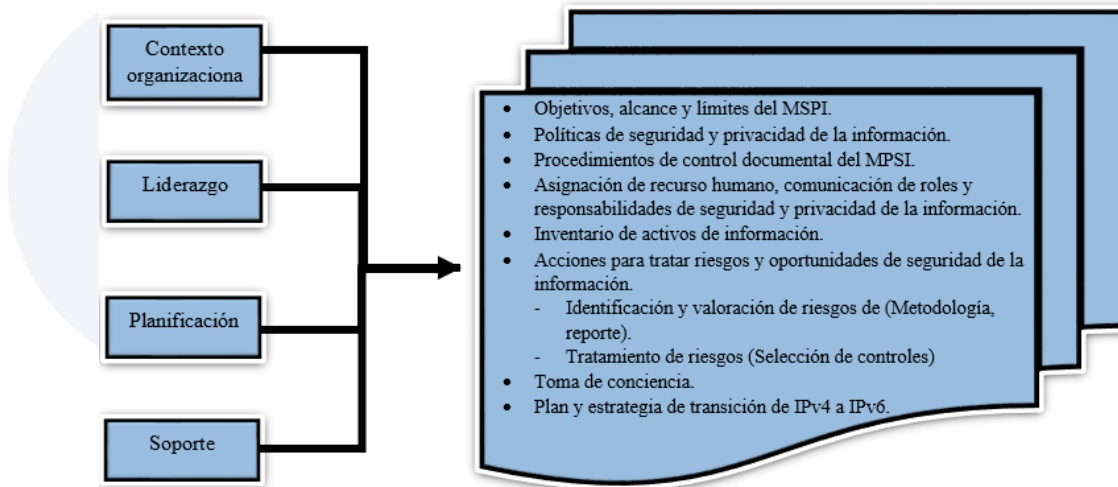 Contexto
organizaciona
Liderazgo
Planificación
Soporte
• Objetivos, alcance y límites del MSPI.
• Políticas de seguridad y privacidad de la información.
• Procedimientos de control documental del MPSI.
• Asignación de recurso humano, comunicación de roles y
responsabilidades de seguridad y privacidad de la información.
• Inventario de activos de información.
• Acciones para tratar riesgos y oportunidades de seguridad de la
información.
- Identificación y valoración de riesgos de (Metodología,
reporte).
- Tratamiento de riesgos (Selección de controles)
• Toma de conciencia.
• Plan y estrategia de transición de IPv4 a IPv6.